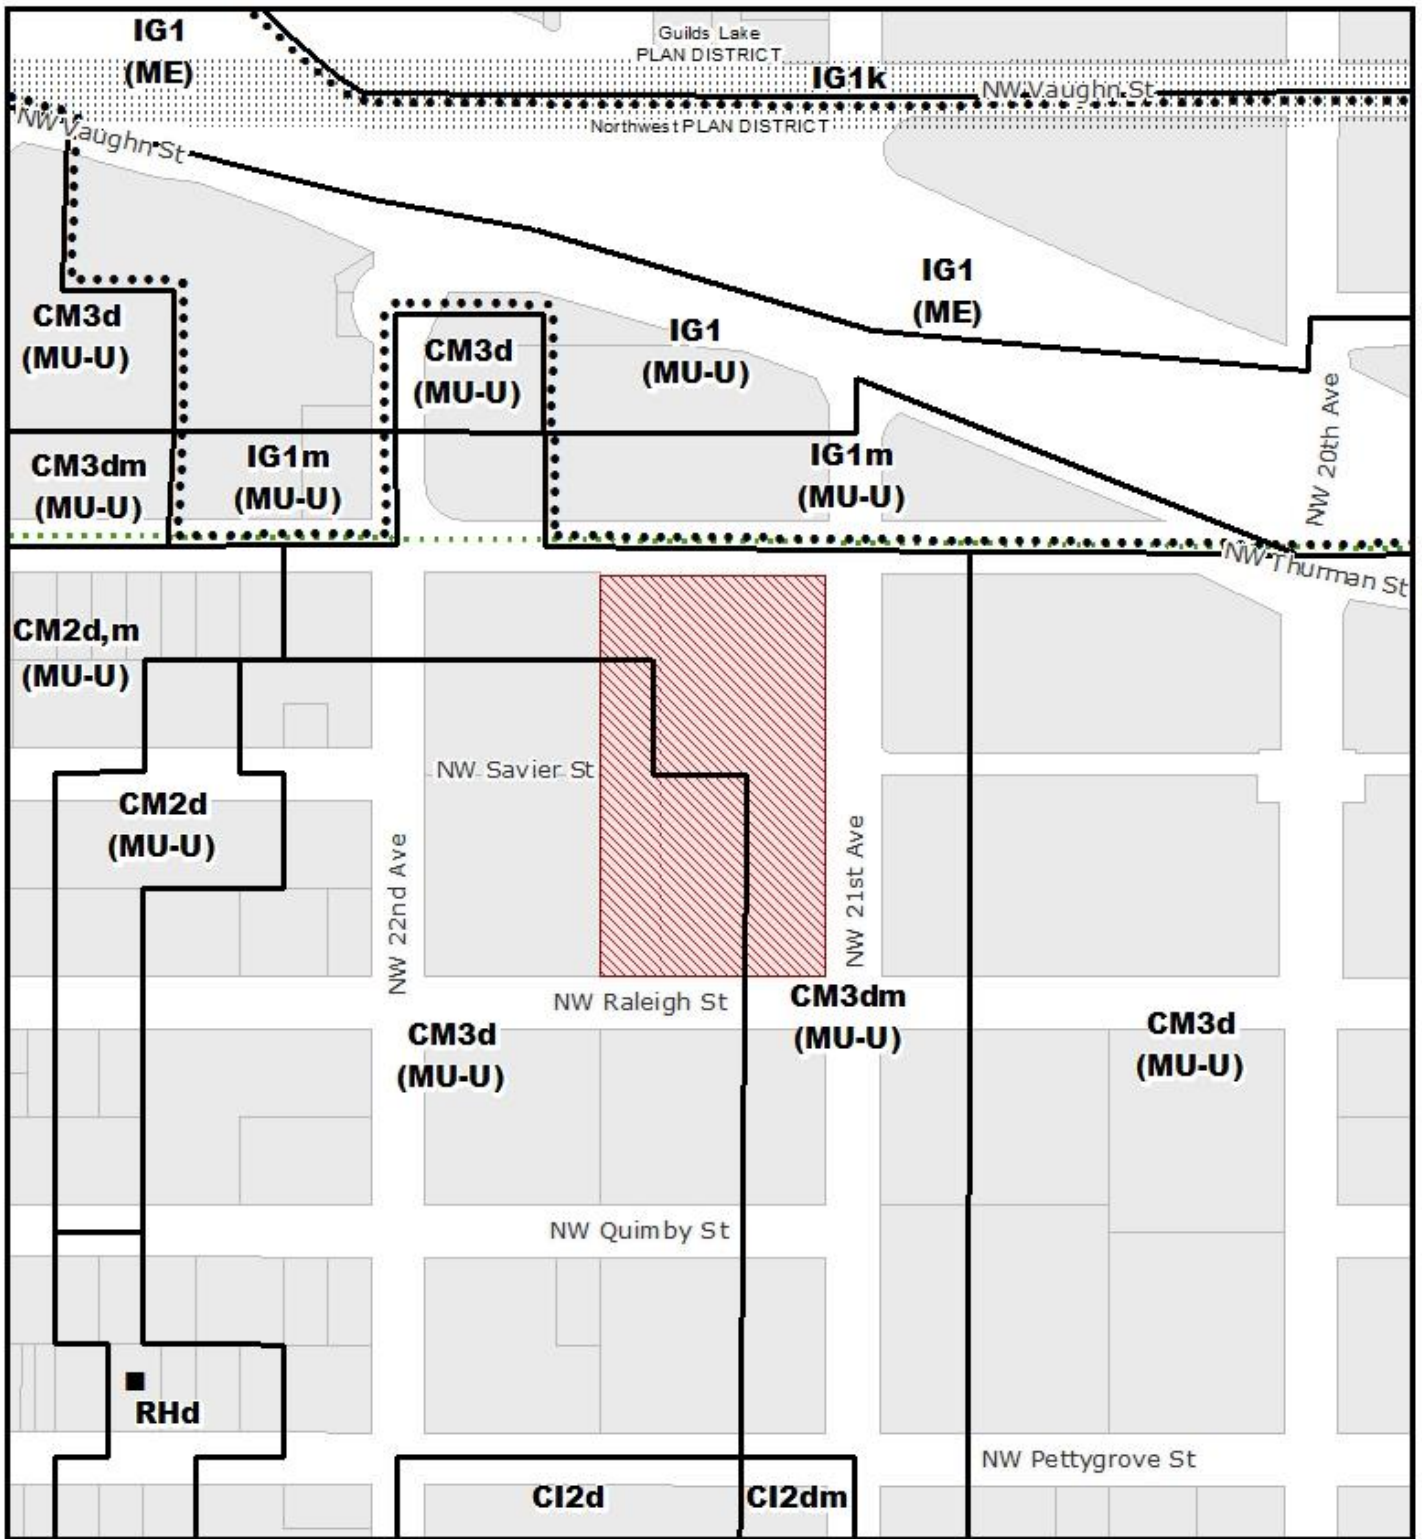 IG1
(ME)
Guilds Lake
PLAN DISTRICT
IG1k
NW Vaughn St
Northwest PLAN DISTRICT
NW Vaughn St
IG1
(ME)
CM3d
(MU-U)
CM3d
(MU-U)
IG1
(MU-U)
NW 20th Ave
CM3dm
(MU-U)
IG1m
(MU-U)
IG1m
(MU-U)
NW Thurman St
CM2d,m
(MU-U)
NW Savier St
CM2d
(MU-U)
NW 22nd Ave
NW 21st Ave
NW Raleigh St
CM3dm
(MU-U)
CM3d
(MU-U)
CM3d
(MU-U)
NW Quimby St
RHd
NW Pettygrove St
CI2d
CI2dm